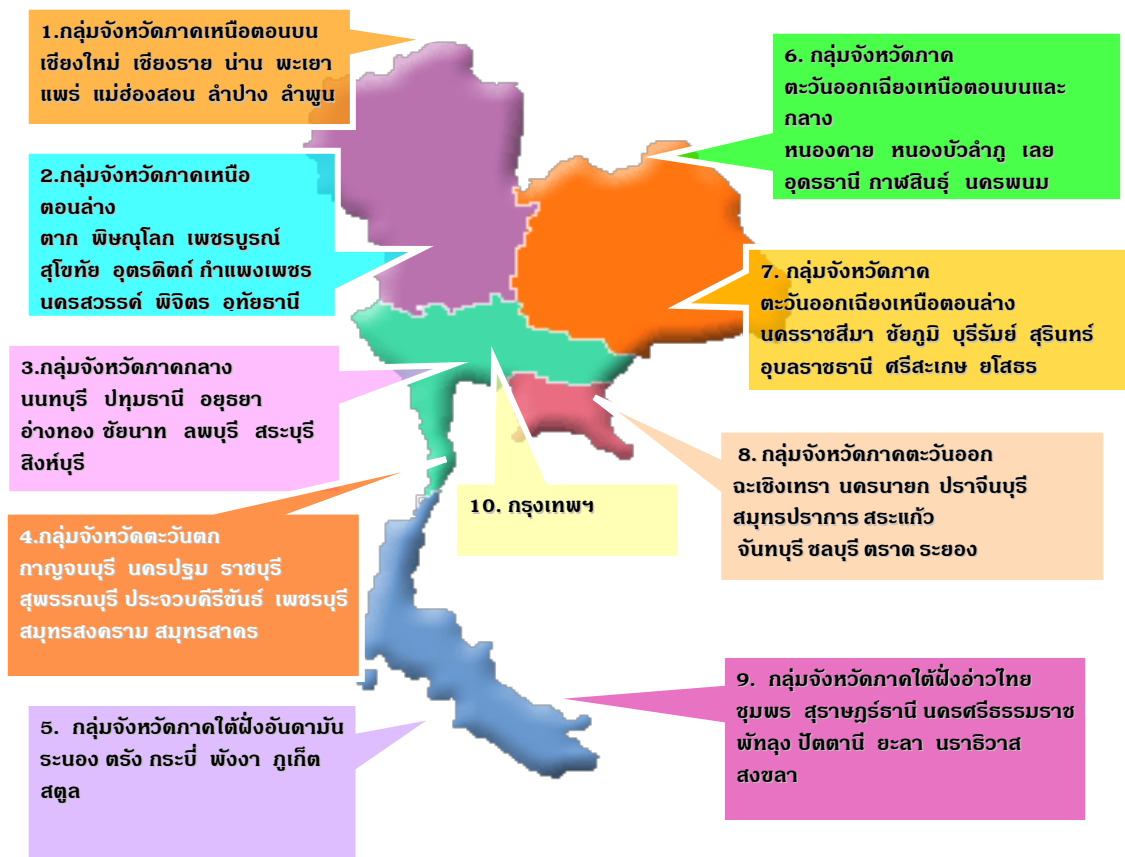 1.กลุ่มจังหวัดภาคเหนือตอนบน
เชียงใหม่ เชียงราย น่าน พะเยา
แพร่ แม่ฮ่องสอน ลำปาง ลำพูน
2.กลุ่มจังหวัดภาคเหนือ
ตอนล่าง
ตาก พิษณุโลก เพชรบูรณ์
สุโขทัย อุตรดิตถ์ กำแพงเพชร
นครสวรรค์ พิจิตร อุทัยธานี
3.กลุ่มจังหวัดภาคกลาง
นนทบุรี ปทุมธานี อยุธยา
อ่างทอง ชัยนาท ลพบุรี สระบุรี
สิงห์บุรี
4.กลุ่มจังหวัดตะวันตก
กาญจนบุรี นครปฐม ราชบุรี
สุพรรณบุรี ประจวบคีรีขันธ์ เพชรบุรี
สมุทรสงคราม สมุทรสาคร
5. กลุ่มจังหวัดภาคใต้ฝั่งอันดามัน
ระนอง ตรัง กระบี่ พังงา ภูเก็ต
สตูล
6. กลุ่มจังหวัดภาค
ตะวันออกเฉียงเหนือตอนบนและ
กลาง
หนองคาย หนองบัวลำภู เลย
อุดรธานี กาฬสินธุ์ นครพนม
7. กลุ่มจังหวัดภาค
ตะวันออกเฉียงเหนือตอนล่าง
นครราชสีมา ชัยภูมิ บุรีรัมย์ สุรินทร์
อุบลราชธานี ศรีสะเกษ ยโสธร
8. กลุ่มจังหวัดภาคตะวันออก
ฉะเชิงเทรา นครนายก ปราจีนบุรี
สมุทรปราการ สระแก้ว
จันทบุรี ชลบุรี ตราด ระยอง
9. กลุ่มจังหวัดภาคใต้ฝั่งอ่าวไทย
ชุมพร สุราษฎร์ธานี นครศรีธรรมราช
พัทลุง ปัตตานี ยะลา นราธิวาส
สงขลา
10. กรุงเทพฯ